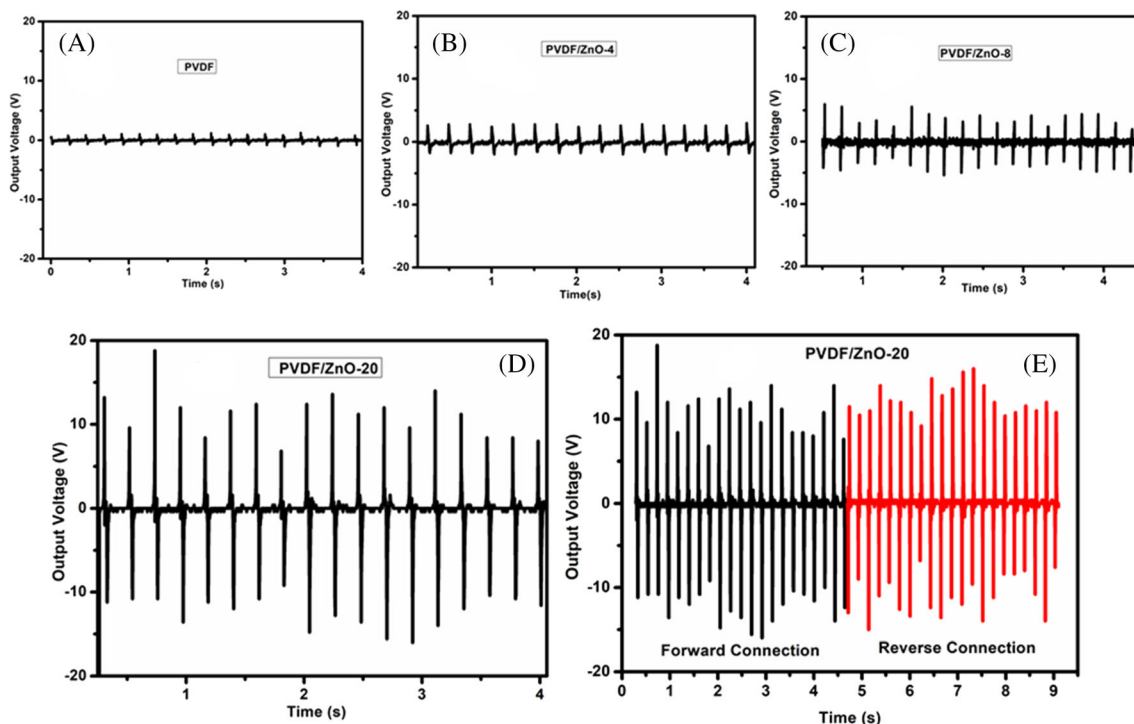 (A)
PVDF
20
10
0
-10
-20
Output Voltage (V)
0 1 2 3 4
Time (s)
(B)
PVDF/ZnO-4
20
10
0
-10
-20
Output Voltage (V)
1 2 3 4
Time(s)
(C)
PVDF/ZnO-8
20
10
0
-10
-20
Output Voltage (V)
1 2 3 4
Time (s)
(D)
PVDF/ZnO-20
20
10
0
-10
-20
Output Voltage (V)
1 2 3 4
Time (s)
(E)
PVDF/ZnO-20
20
10
0
-10
-20
Output Voltage (V)
Forward Connection
Reverse Connection
0 1 2 3 4 5 6 7 8 9
Time (s)